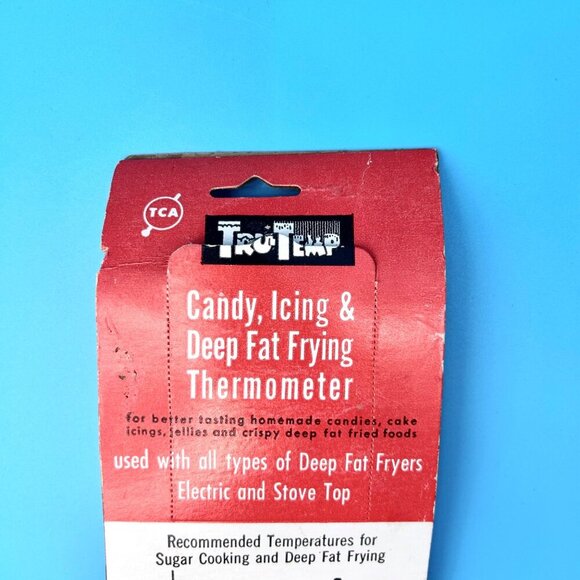 TCA
TRU TEMP
Candy, Icing &
Deep Fat Frying
Thermometer
for better tasting homemade candies, cake
icings, jellies and crispy deep fat fried foods
used with all types of Deep Fat Fryers
Electric and Stove Top
Recommended Temperatures for
Sugar Cooking and Deep Fat Frying